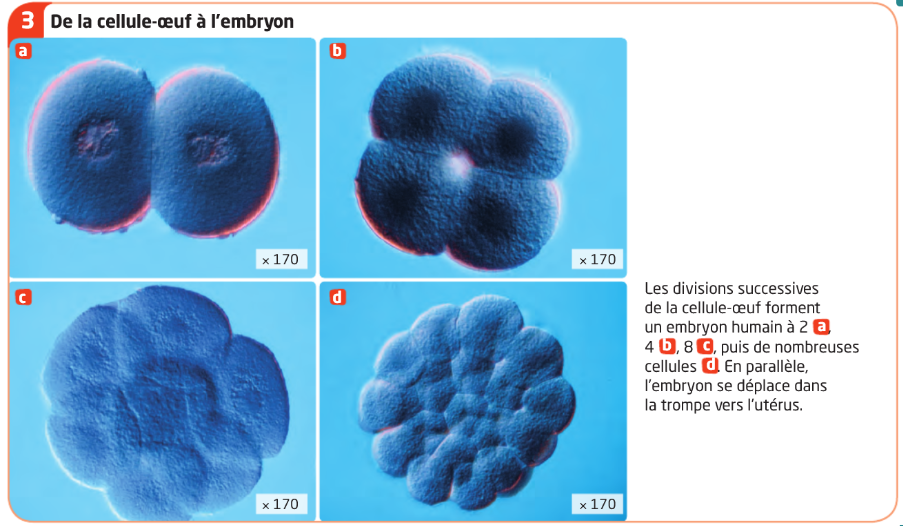 3 De la cellule-œuf à l'embryon
a
b
× 170
× 170
c
d
× 170
× 170
Les divisions successives
de la cellule-œuf forment
un embryon humain à 2 a,
4 b, 8 c, puis de nombreuses
cellules d. En parallèle,
l'embryon se déplace dans
la trompe vers l'utérus.